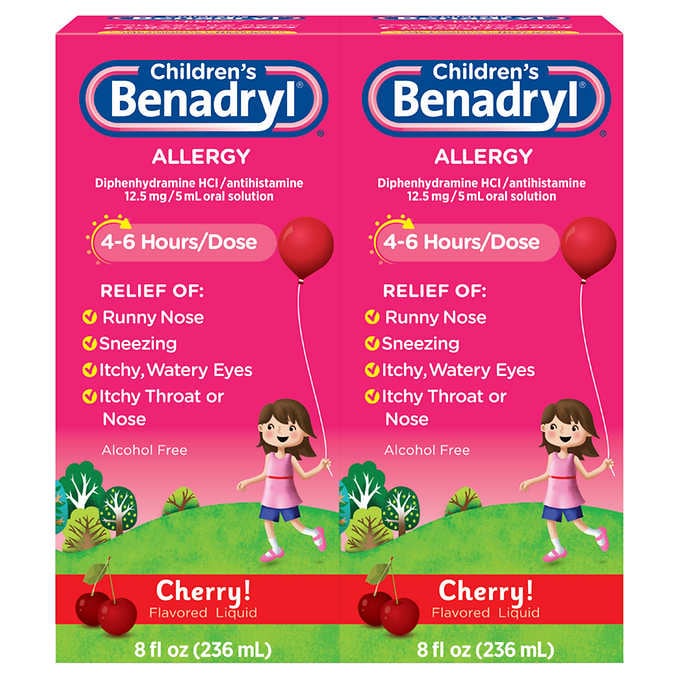 Children's
Benadryl®
®
ALLERGY
Diphenhydramine HCl/antihistamine
12.5 mg/5 mL oral solution
4-6 Hours/Dose
RELIEF OF:
Runny Nose
Sneezing
Itchy, Watery Eyes
Itchy Throat or
Nose
Alcohol Free
Cherry!
Flavored Liquid
8 fl oz (236 mL)
Children's
Benadryl®
®
ALLERGY
Diphenhydramine HCl/antihistamine
12.5 mg/5 mL oral solution
4-6 Hours/Dose
RELIEF OF:
Runny Nose
Sneezing
Itchy, Watery Eyes
Itchy Throat or
Nose
Alcohol Free
Cherry!
Flavored Liquid
8 fl oz (236 mL)